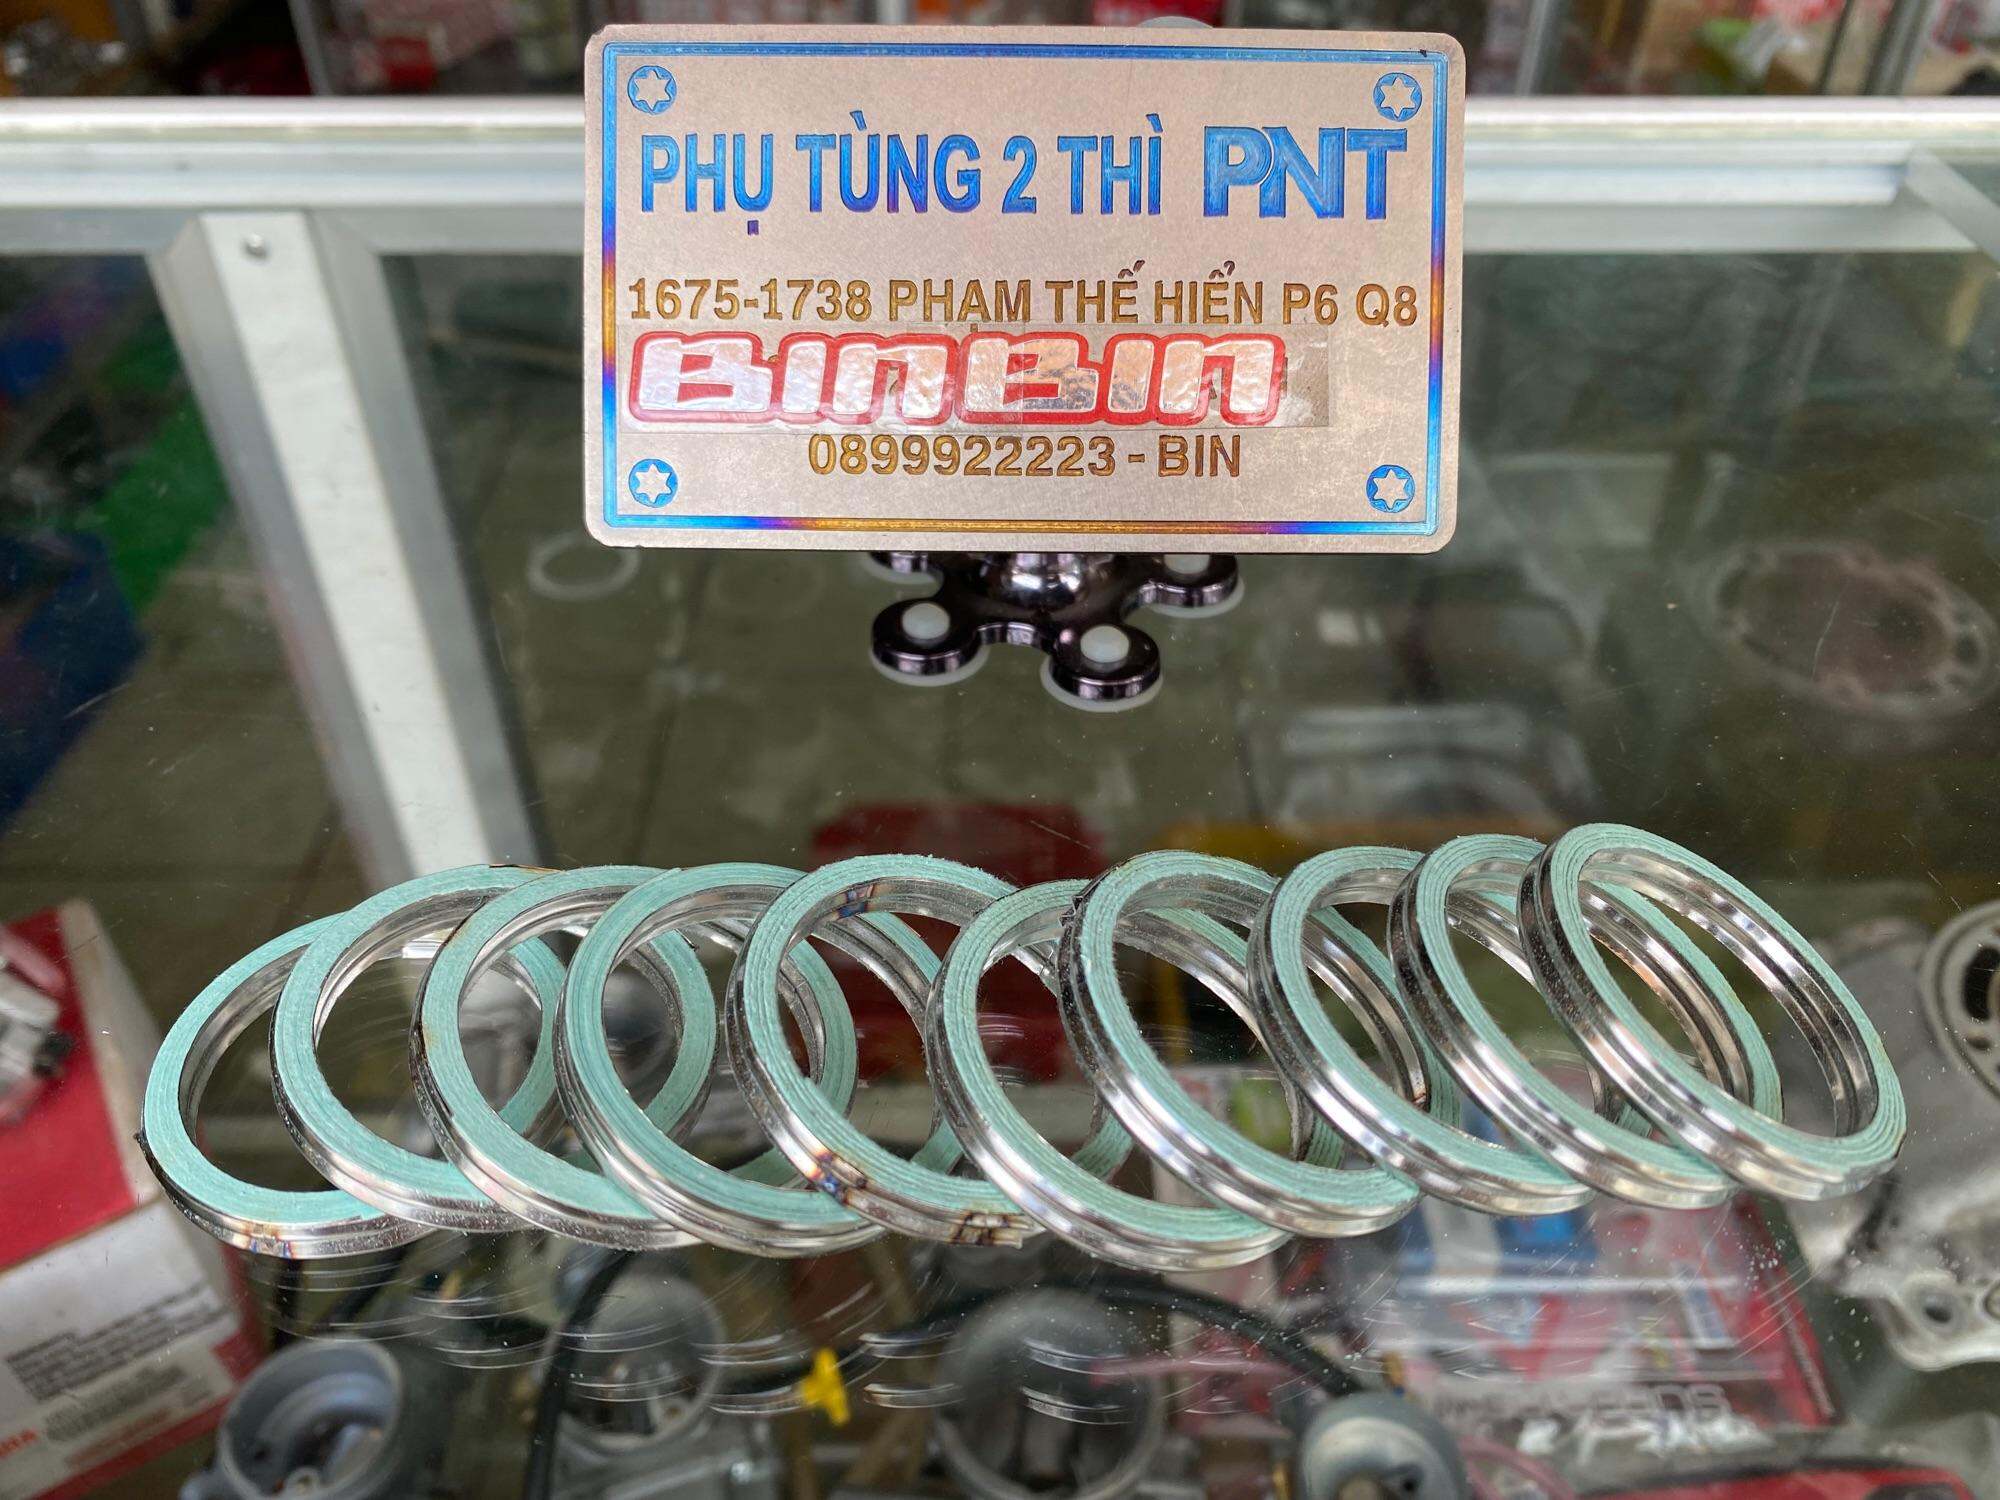 PHỤ TÙNG 2 THÌ PNT
1675-1738 PHẠM THẾ HIỂN P6 Q8
BINBIN
0899922223 - BIN